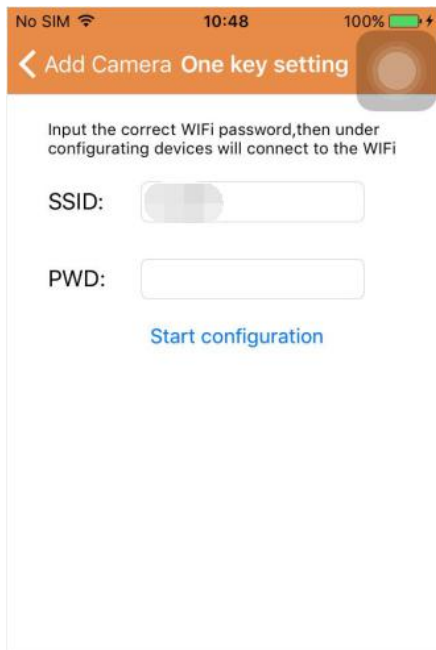 No SIM 10:48 100%
Add Camera One key setting
Input the correct WIFi password,then under
configurating devices will connect to the WIFi
SSID:
PWD:
Start configuration